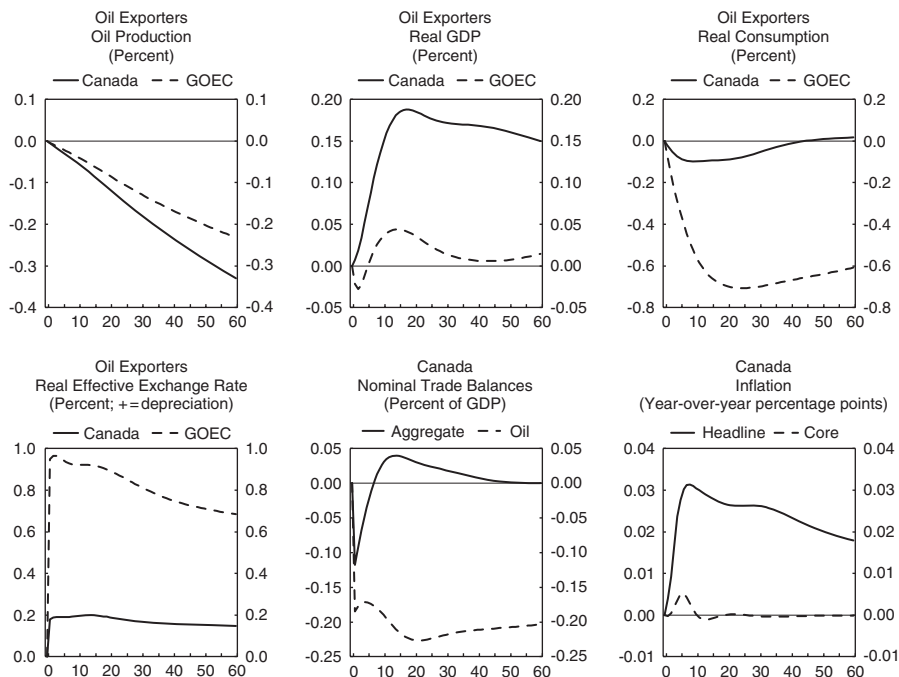 Oil Exporters
Oil Production
(Percent)
Canada GOEC
0.1 0.1
0.0 0.0
-0.1 -0.1
-0.2 -0.2
-0.3 -0.3
-0.4 -0.4
0 10 20 30 40 50 60
Oil Exporters
Real GDP
(Percent)
Canada GOEC
0.20 0.20
0.15 0.15
0.10 0.10
0.05 0.05
0.00 0.00
-0.05 -0.05
0 10 20 30 40 50 60
Oil Exporters
Real Consumption
(Percent)
Canada GOEC
0.2 0.2
0.0 0.0
-0.2 -0.2
-0.4 -0.4
-0.6 -0.6
-0.8 -0.8
0 10 20 30 40 50 60
Oil Exporters
Real Effective Exchange Rate
(Percent; +=depreciation)
Canada GOEC
1.0 1.0
0.8 0.8
0.6 0.6
0.4 0.4
0.2 0.2
0.0 0.0
0 10 20 30 40 50 60
Canada
Nominal Trade Balances
(Percent of GDP)
Aggregate Oil
0.05 0.05
0.00 0.00
-0.05 -0.05
-0.10 -0.10
-0.15 -0.15
-0.20 -0.20
-0.25 -0.25
0 10 20 30 40 50 60
Canada
Inflation
(Year-over-year percentage points)
Headline Core
0.04 0.04
0.03 0.03
0.02 0.02
0.01 0.01
0.00 0.00
-0.01 -0.01
0 10 20 30 40 50 60